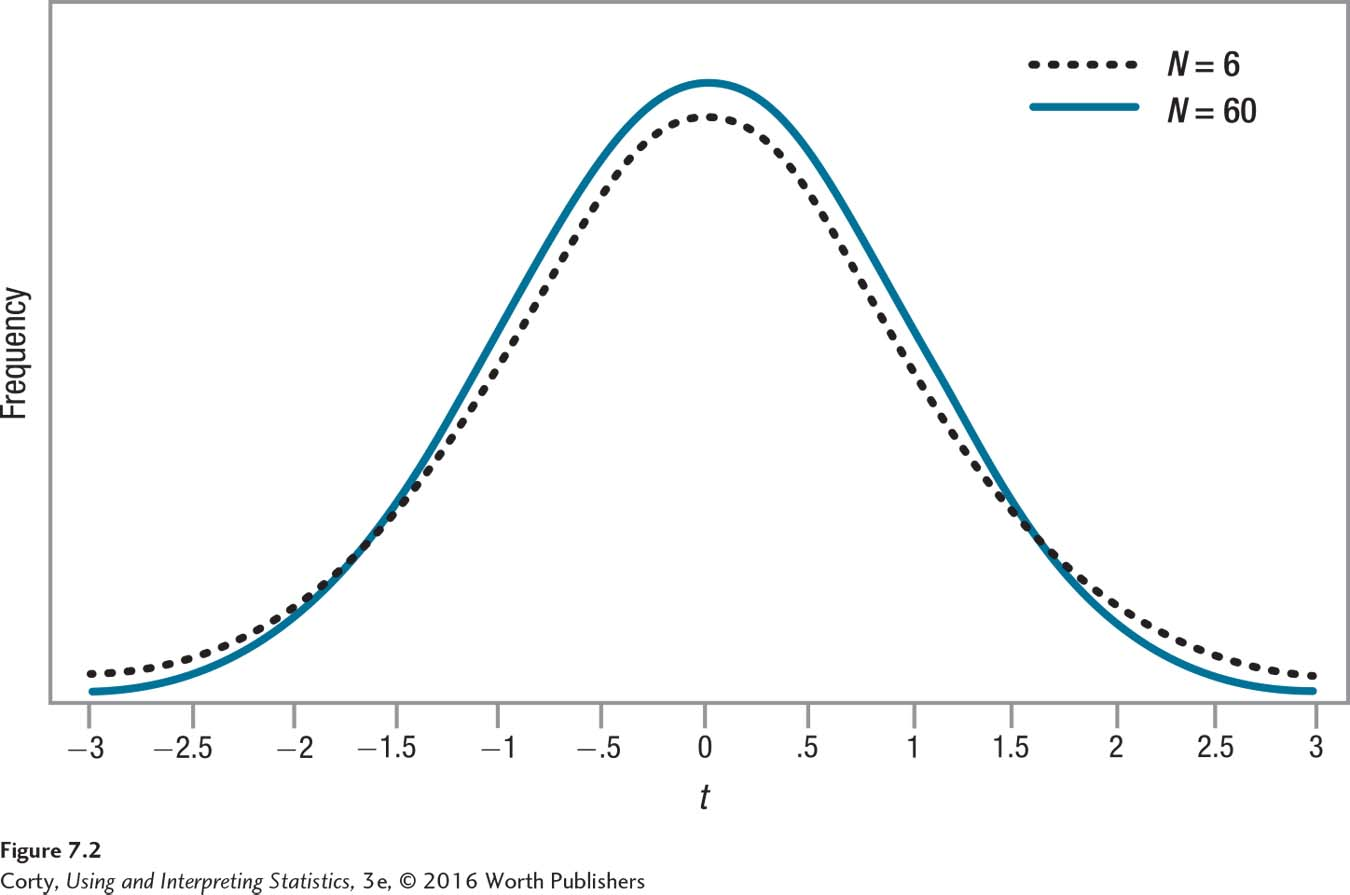 N = 6
N = 60
Frequency
−3 −2.5 −2 −1.5 −1 −.5 0 .5 1 1.5 2 2.5 3
t
Figure 7.2
Corty, Using and Interpreting Statistics, 3e, © 2016 Worth Publishers